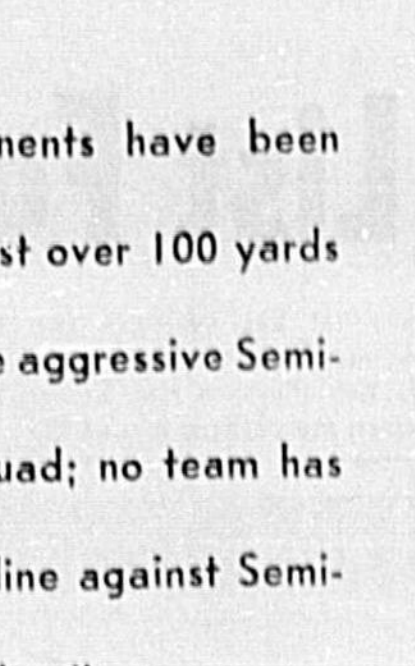 nents have been
st over 100 yards
e aggressive Semi-
uad; no team has
line against Semi-